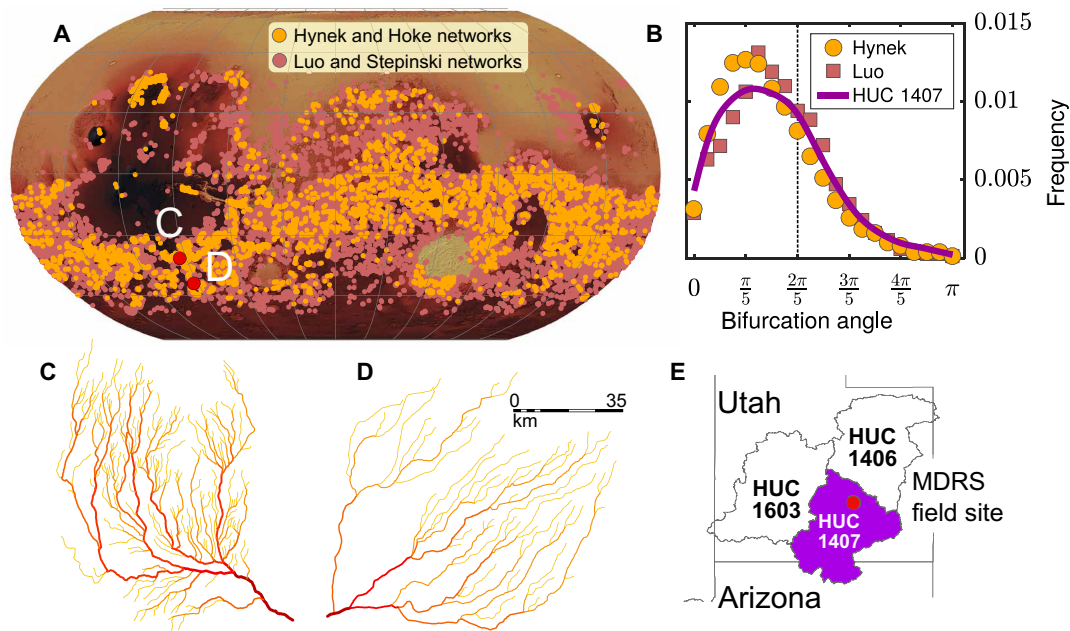 A
Hynek and Hoke networks
Luo and Stepinski networks
C
D
B
Hynek
Luo
HUC 1407
0.015
0.01
0.005
0
Frequency
0
π/5
2π/5
3π/5
4π/5
π
Bifurcation angle
C
D
0 35
km
E
Utah
HUC
1406
HUC
1603
HUC
1407
MDRS
field site
Arizona